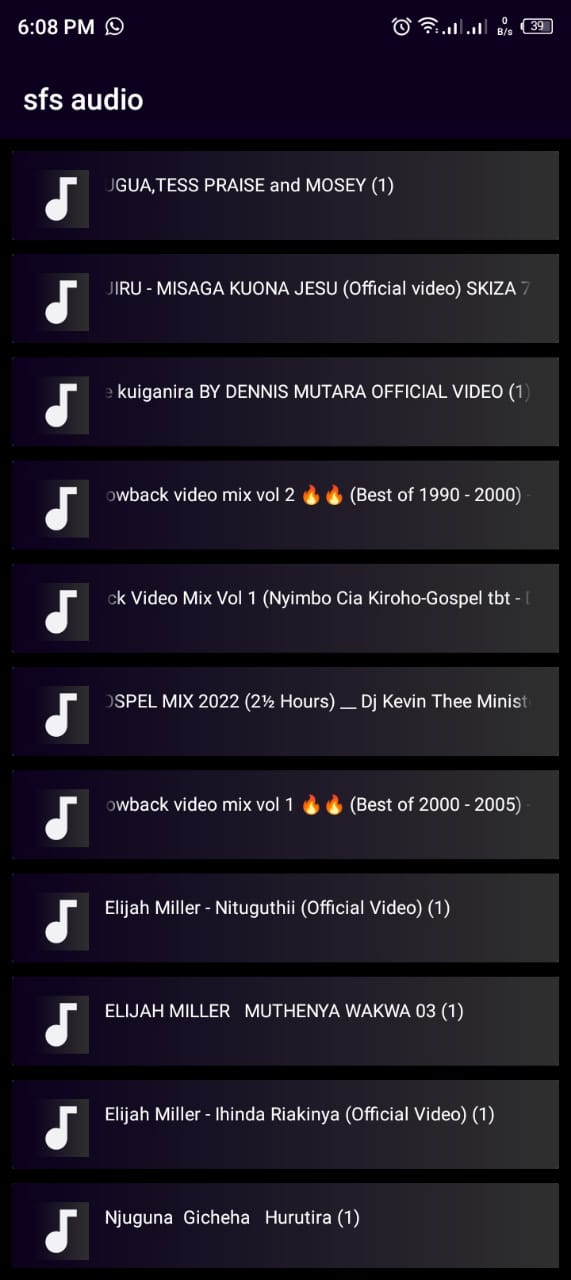 6:08 PM
0
B/s
39
sfs audio
UGUA,TESS PRAISE and MOSEY (1)
JIRU - MISAGA KUONA JESU (Official video) SKIZA 7
e kuiganira BY DENNIS MUTARA OFFICIAL VIDEO (1)
owback video mix vol 2 🔥🔥 (Best of 1990 - 2000) -
ck Video Mix Vol 1 (Nyimbo Cia Kiroho-Gospel tbt -
OSPEL MIX 2022 (2½ Hours) __ Dj Kevin Thee Minist
owback video mix vol 1 🔥🔥 (Best of 2000 - 2005) -
Elijah Miller - Nituguthii (Official Video) (1)
ELIJAH MILLER   MUTHENYA WAKWA 03 (1)
Elijah Miller - Ihinda Riakinya (Official Video) (1)
Njuguna  Gicheha   Hurutira (1)